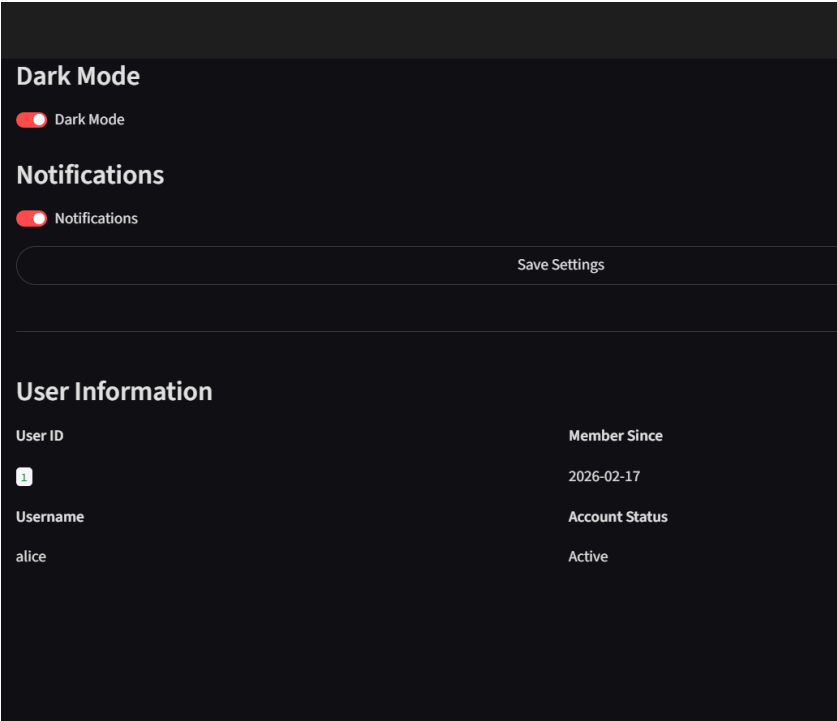 Dark Mode
Dark Mode
Notifications
Notifications
Save Settings
User Information
User ID
Member Since
1
2026-02-17
Username
Account Status
alice
Active